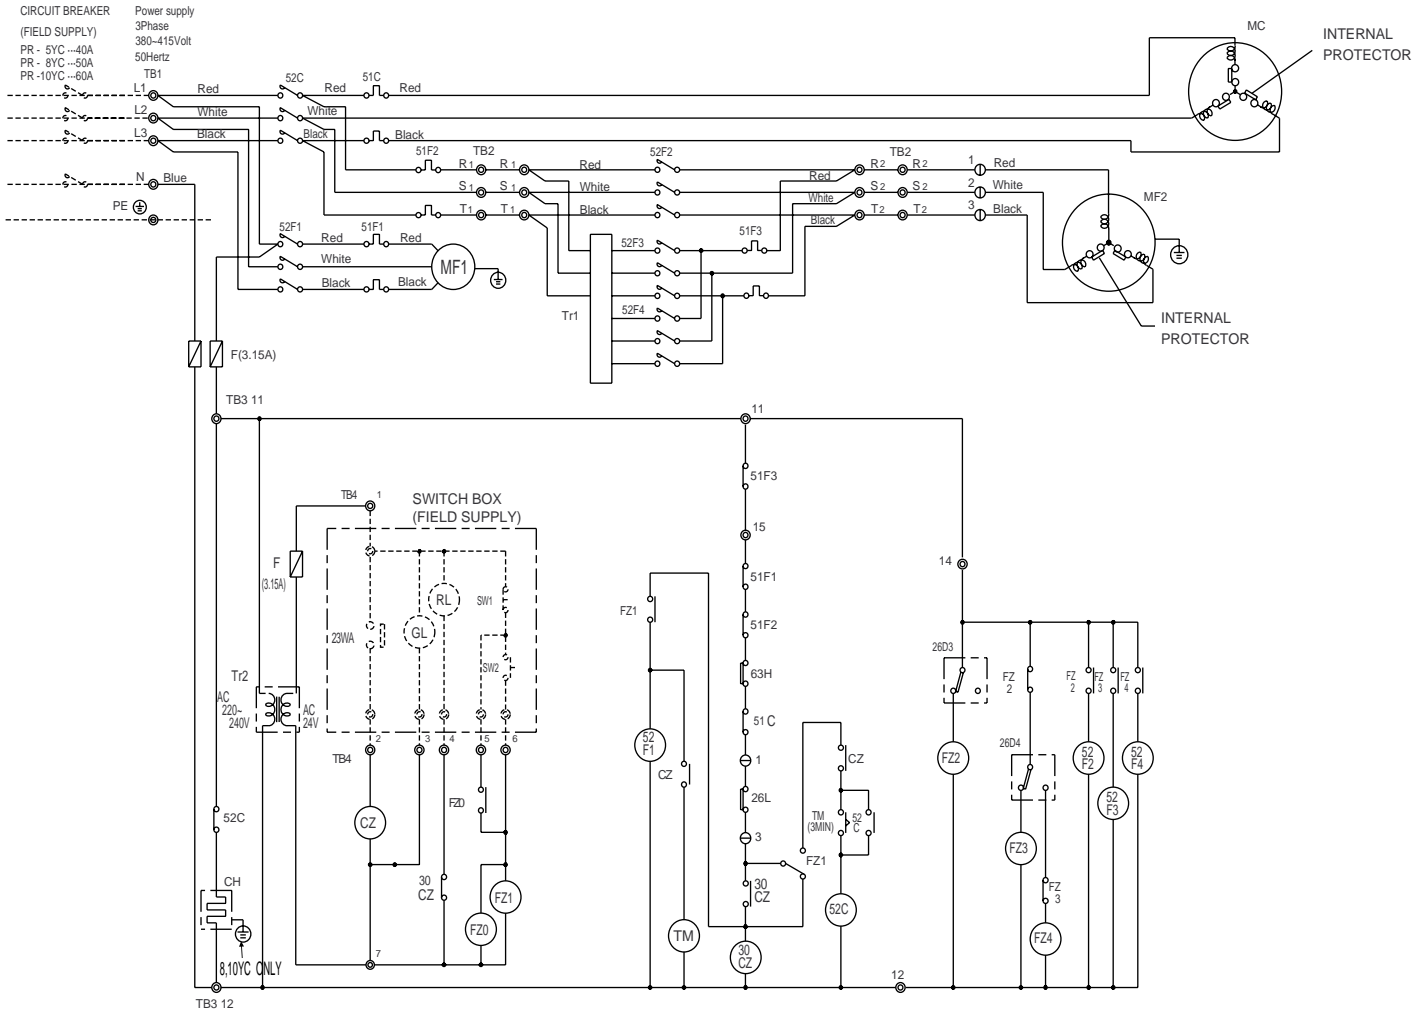 CIRCUIT BREAKER
(FIELD SUPPLY)
PR - 5YC ···40A
PR - 8YC ···50A
PR -10YC ···60A
Power supply
3Phase
380~415Volt
50Hertz
TB1
L1
Red
52C
Red
51C
Red
L2
White
White
L3
Black
Black
Black
N
Blue
PE
MC
INTERNAL
PROTECTOR
51F2
TB2
R1
R1
Red
52F2
Red
TB2
R2
R2
1
Red
S1
S1
White
White
S2
S2
2
White
T1
T1
Black
Black
T2
T2
3
Black
MF2
INTERNAL
PROTECTOR
52F1
Red
51F1
Red
White
MF1
Black
Black
52F3
51F3
Tr1
52F4
F(3.15A)
TB3 11
11
51F3
15
51F1
51F2
63H
51 C
1
26L
3
30
CZ
30
CZ
TB4
1
SWITCH BOX
(FIELD SUPPLY)
F
(3.15A)
23WA
GL
RL
SW1
SW2
Tr2
AC
220~
240V
AC
24V
TB4
2
3
4
5
6
CZ
FZ0
30
CZ
FZ0
FZ1
7
52C
CH
8,10YC ONLY
TB3 12
FZ1
52
F1
CZ
TM
FZ1
CZ
TM
(3MIN)
52
C
52C
12
14
26D3
FZ2
FZ
2
26D4
FZ3
FZ
3
FZ4
FZ
2
FZ
3
FZ
4
52
F2
52
F3
52
F4